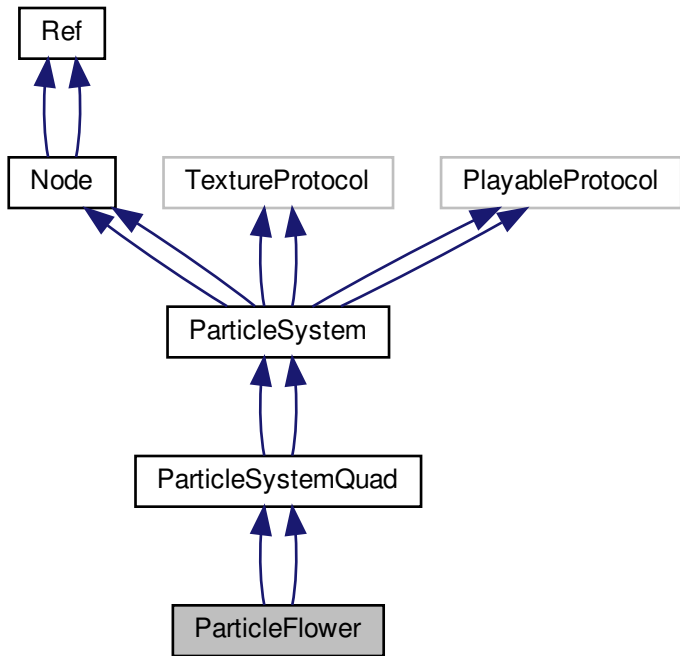 Ref
Node
TextureProtocol
PlayableProtocol
ParticleSystem
ParticleSystemQuad
ParticleFlower